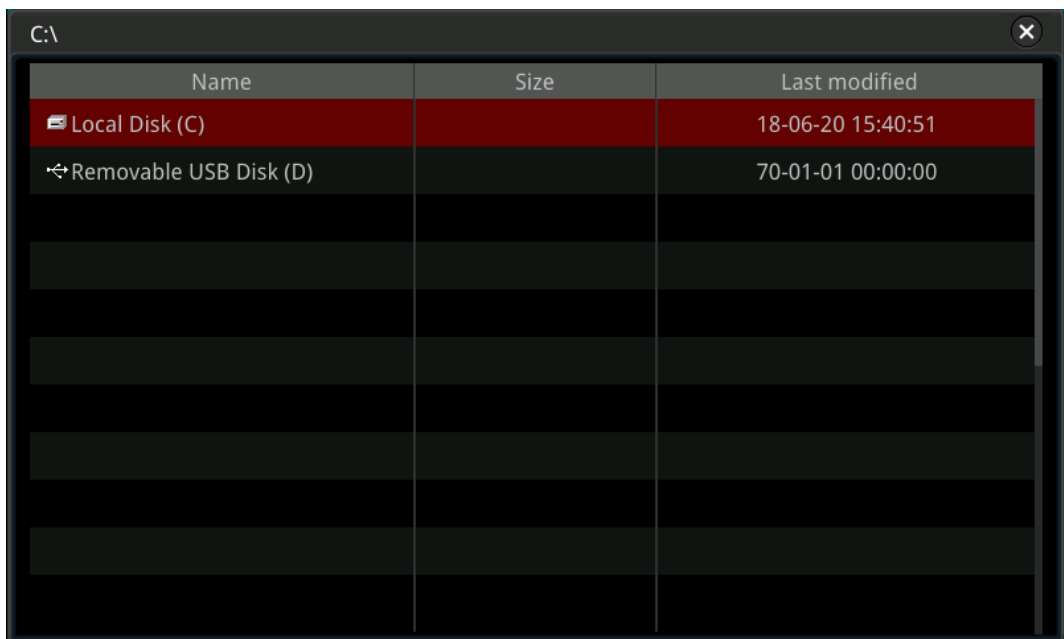 C:\
Name Size Last modified
Local Disk (C) 18-06-20 15:40:51
Removable USB Disk (D) 70-01-01 00:00:00